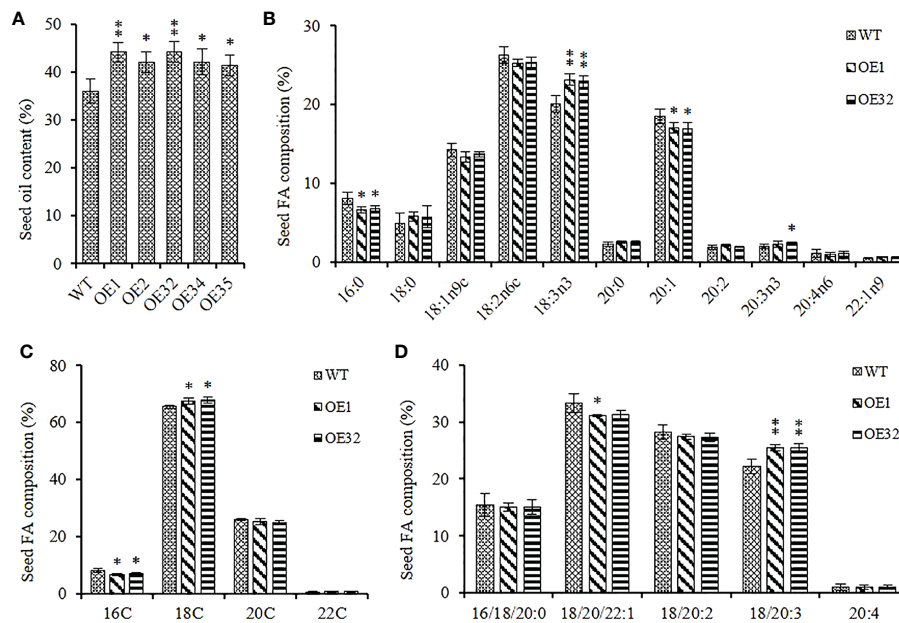 A
Seed oil content (%)
50
40
30
20
10
0
** * ** * *
WT OE1 OE2 OE32 OE34 OE35
B
Seed FA composition (%)
30
20
10
0
* * ** ** * * *
16:0 18:0 18:1n9c 18:2n6c 18:3n3 20:0 20:1 20:2 20:3n3 20:4n6 22:1n9
WT
OE1
OE32
C
Seed FA composition (%)
80
60
40
20
0
* * * *
16C 18C 20C 22C
WT
OE1
OE32
D
Seed FA composition (%)
40
30
20
10
0
* ** **
16/18/20:0 18/20/22:1 18/20:2 18/20:3 20:4
WT
OE1
OE32